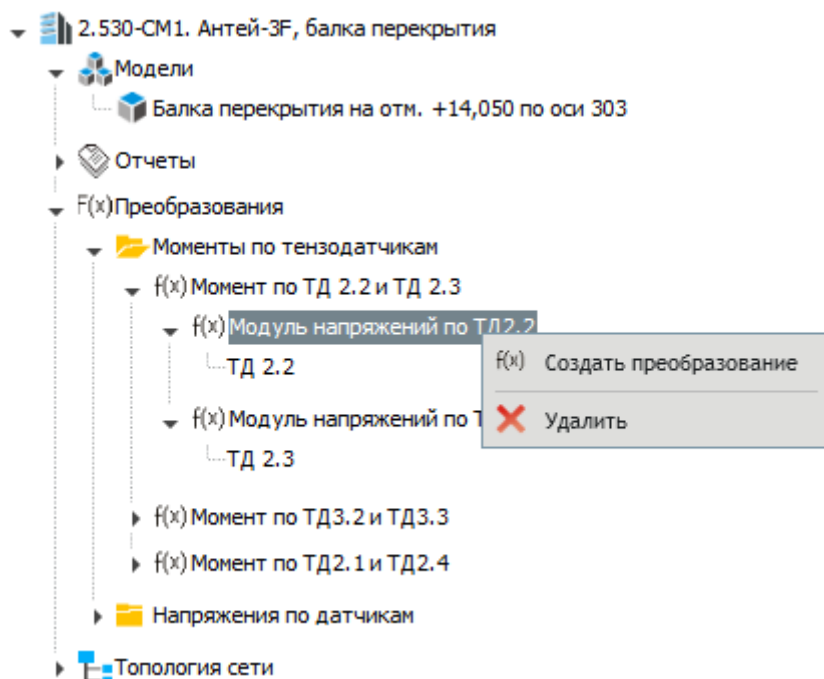 2.530-СМ1. Антей-3F, балка перекрытия
Модели
Балка перекрытия на отм. +14,050 по оси 303
Отчеты
F(x) Преобразования
Моменты по тензодатчикам
f(x) Момент по ТД 2.2 и ТД 2.3
f(x) Модуль напряжений по ТД2.2
ТД 2.2
f(x) Создать преобразование
f(x) Модуль напряжений по
Удалить
ТД 2.3
f(x) Момент по ТД3.2 и ТД3.3
f(x) Момент по ТД2.1 и ТД2.4
Напряжения по датчикам
Топология сети